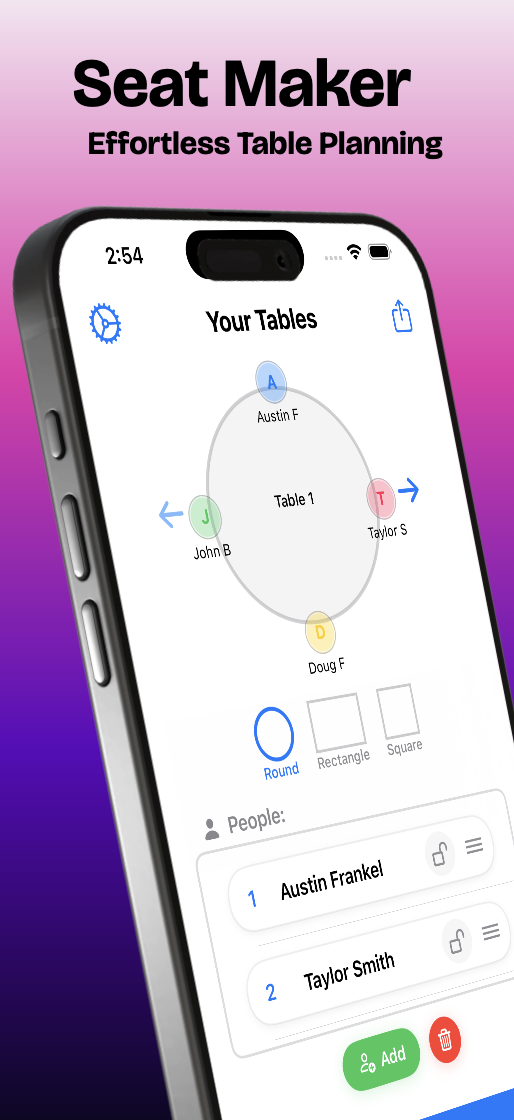 Seat Maker
Effortless Table Planning
2:54
Your Tables
A
Austin F
Table 1
J
John B
T
Taylor S
D
Doug F
Round
Rectangle
Square
People:
1 Austin Frankel
2 Taylor Smith
Add